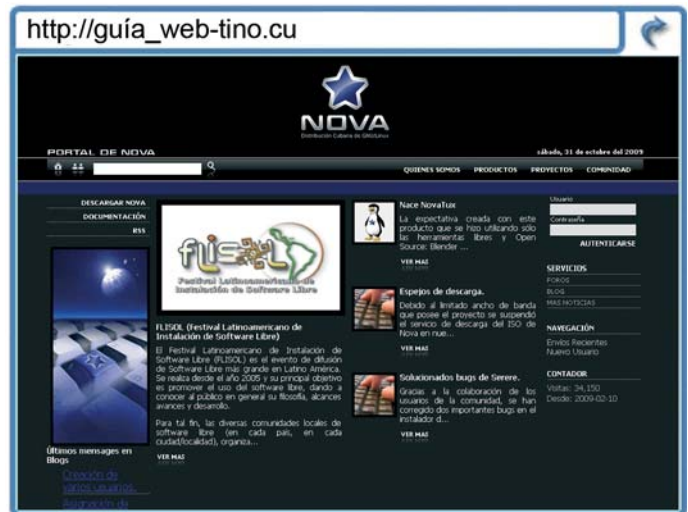 http://guía_web-tino.cu
NOVA
Distribución Cubana de GNU/Linux
PORTAL DE NOVA
sábado, 31 de octubre del 2009
QUIENES SOMOS PRODUCTOS PROYECTOS COMUNIDAD
DESCARGAR NOVA
DOCUMENTACIÓN
RSS
Últimos mensages en
Blogs
Creación de
varios usuarios.
Asignación de
FLISOL
Festival Latinoamericano de
Instalación de Software Libre
FLISOL (Festival Latinoamericano de
Instalación de Software Libre)
El Festival Latinoamericano de Instalación de
Software Libre (FLISOL) es el evento de difusión
de Software Libre más grande en Latino América.
Se realiza desde el año 2005 y su principal objetivo
es promover el uso del software libre, dando a
conocer al público en general su filosofía, alcances
avances y desarrollo.
Para tal fin, las diversas comunidades locales de
software libre (en cada país, en cada
ciudad/localidad), organiza...
VER MAS
Nace NovaTux
La expectativa creada con este
producto que se hizo utilizando sólo
las herramientas libres y Open
Source: Blender ...
VER MAS
Espejos de descarga.
Debido al limitado ancho de banda
que posee el proyecto se suspendió
el servicio de descarga del ISO de
Nova en nue...
VER MAS
Solucionados bugs de Serere.
Gracias a la colaboración de los
usuarios de la comunidad, se han
corregido dos importantes bugs en el
instalador d...
VER MAS
Usuario
Contraseña
AUTENTICARSE
SERVICIOS
FOROS
BLOG
MAS NOTICIAS
NAVEGACIÓN
Envíos Recientes
Nuevo Usuario
CONTADOR
Visitas: 34,150
Desde: 2009-02-10